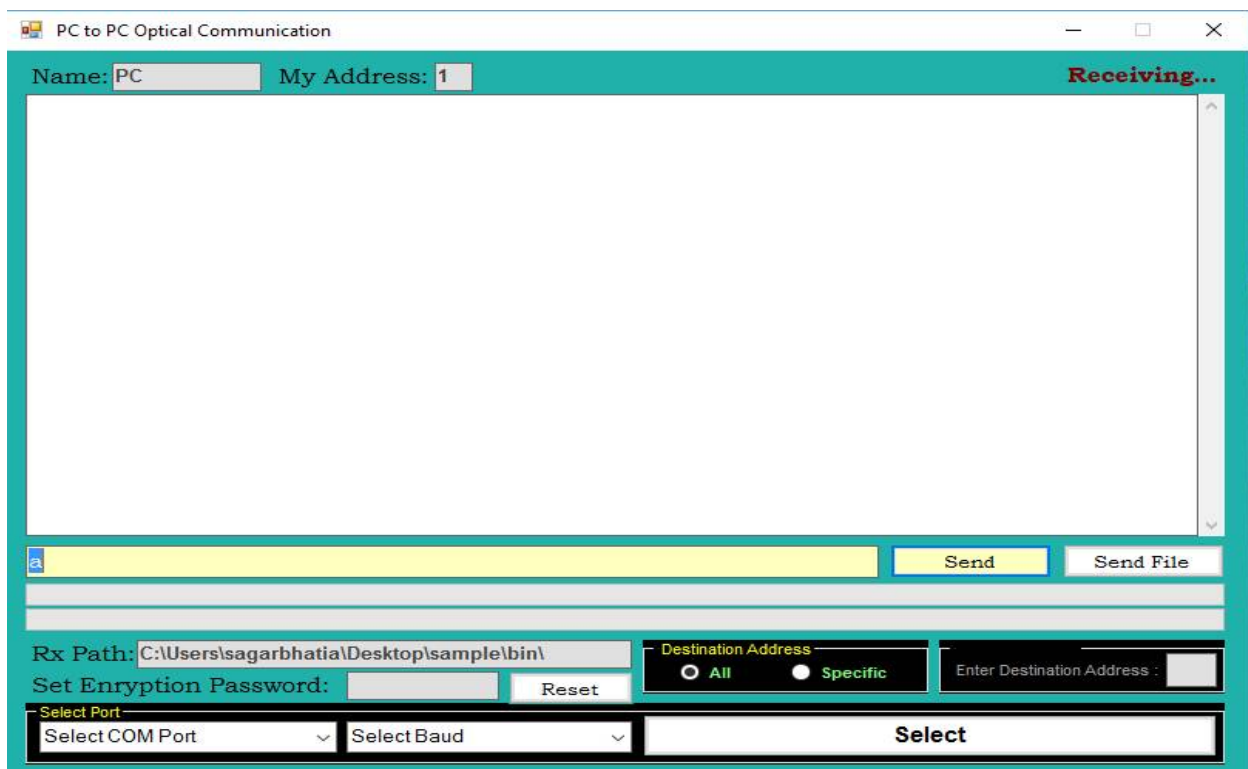 PC to PC Optical Communication
Name: PC My Address: 1 Receiving...
a Send Send File
Rx Path: C:\Users\sagarbhatia\Desktop\sample\bin\
Set Enryption Password: Reset
Destination Address
All Specific
Enter Destination Address :
Select Port
Select COM Port Select Baud Select